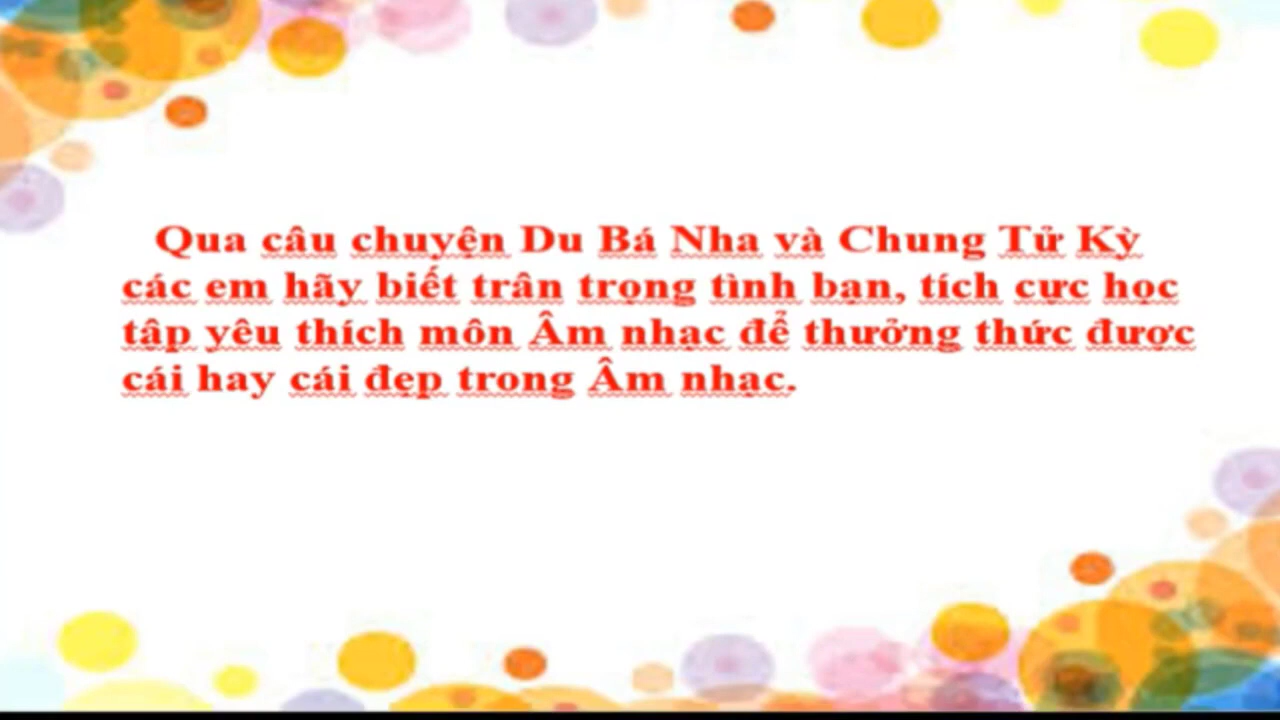 Qua câu chuyện Du Bá Nha và Chung Tử Kỳ
các em hãy biết trân trọng tình bạn, tích cực học
tập yêu thích môn Âm nhạc để thưởng thức được
cái hay cái đẹp trong Âm nhạc.